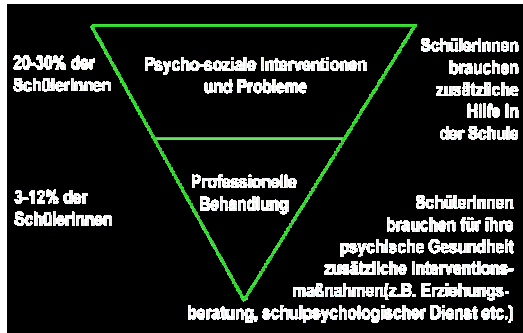 20-30% der
SchülerInnen
Psycho-soziale Interventionen
und Probleme
SchülerInnen
brauchen
zusätzliche
Hilfe in
der Schule
3-12% der
SchülerInnen
Professionelle
Behandlung
SchülerInnen
brauchen für ihre
psychische Gesundheit
zusätzliche Interventions-
maßnahmen(z.B. Erziehungs-
beratung, schulpsychologischer Dienst etc.)